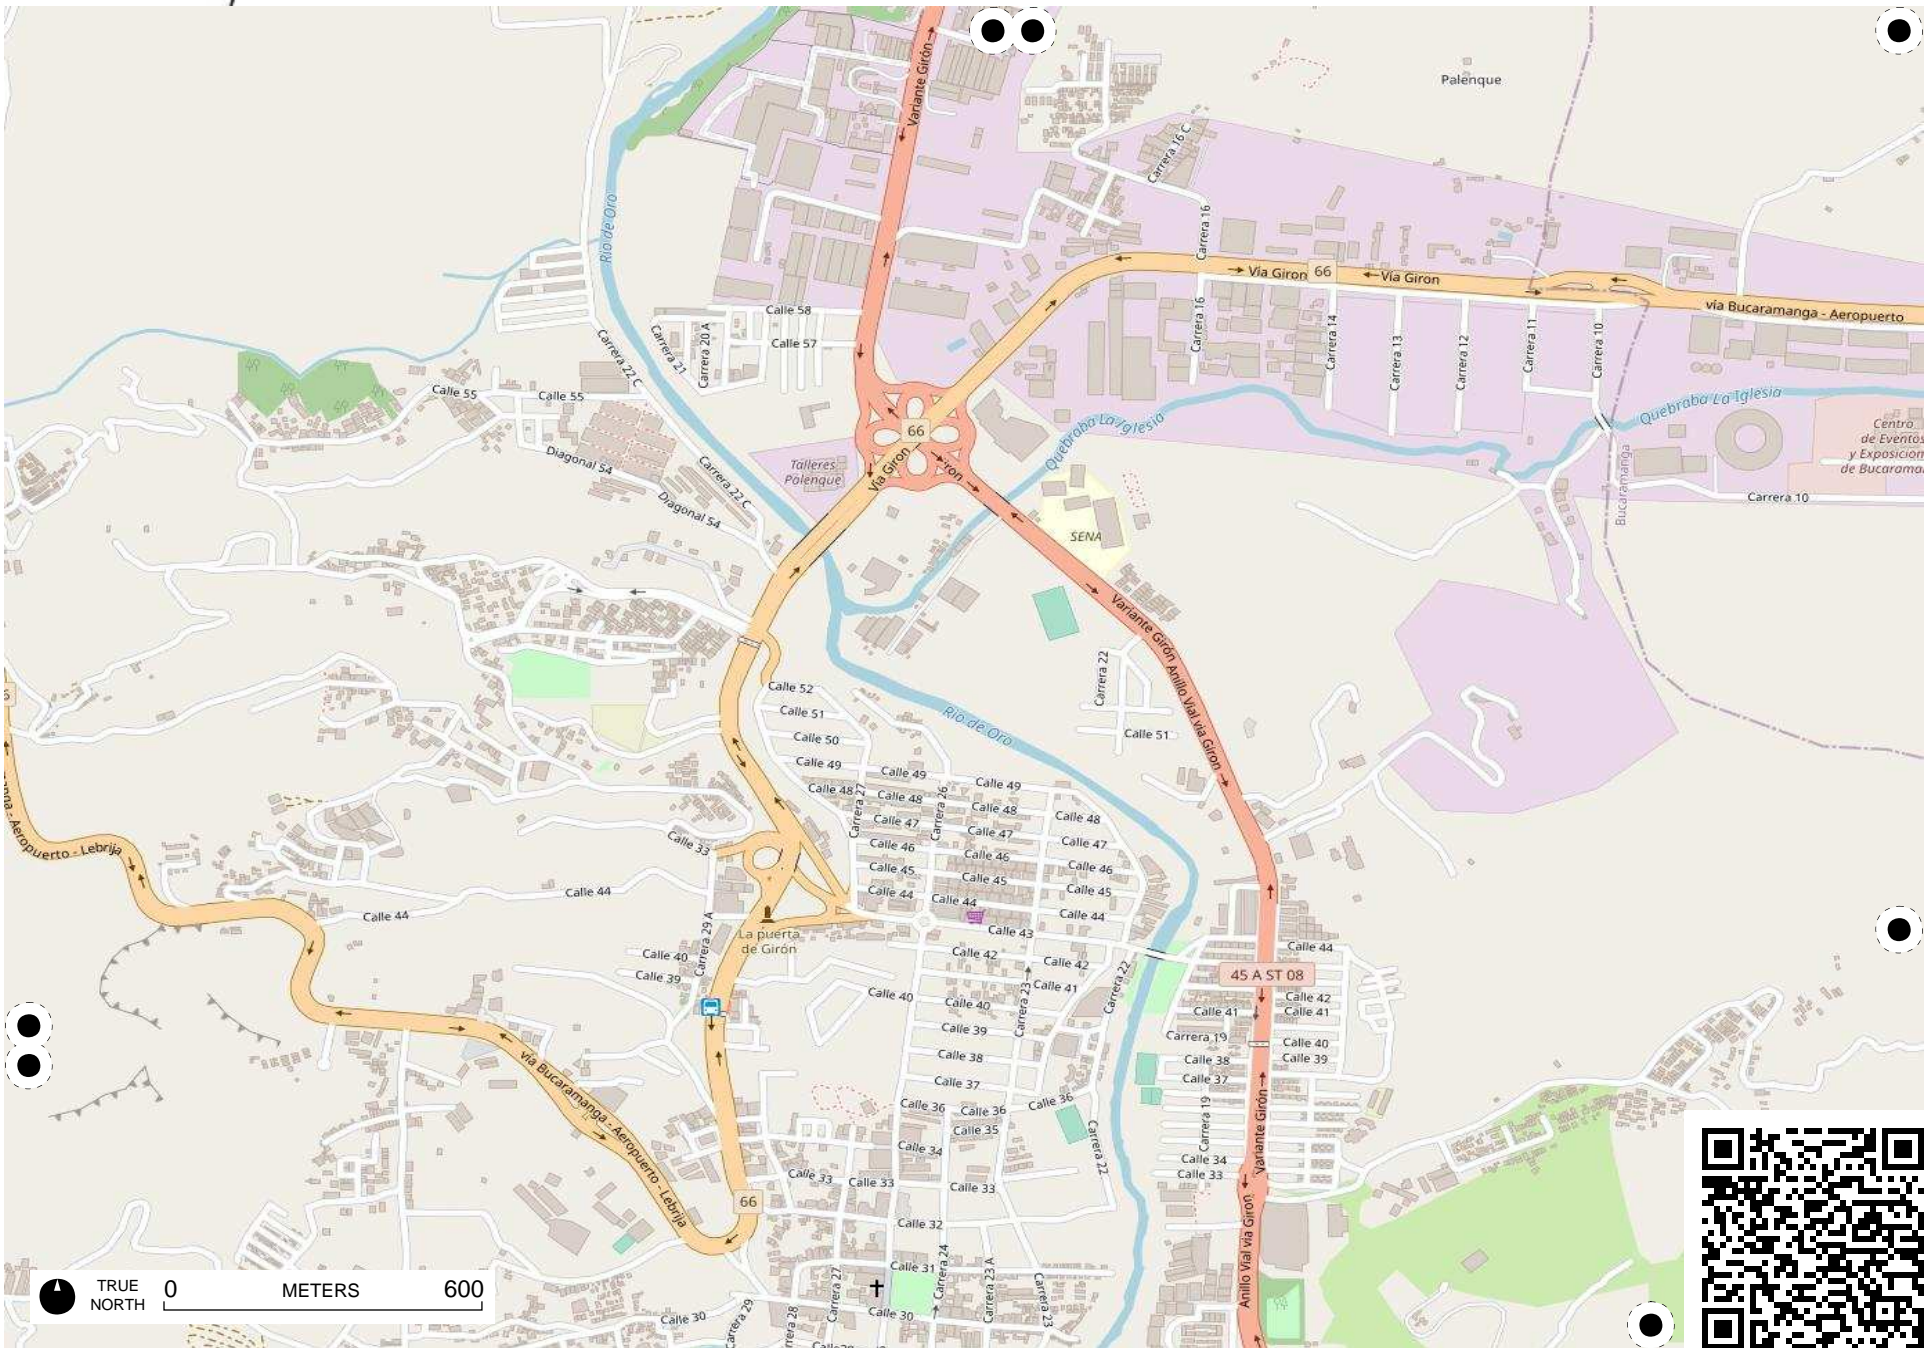 Palenque
Variante Girón
Carrera 16 C
Carrera 16
Río de Oro
Vía Giron
66
Vía Giron
vía Bucaramanga - Aeropuerto
Calle 58
Calle 57
Carrera 20 A
Carrera 21
Carrera 22 C
Carrera 16
Carrera 14
Carrera 13
Carrera 12
Carrera 11
Carrera 10
Calle 55
Calle 55
Quebraba La Iglesia
Quebraba La Iglesia
66
Vía Giron
Centro
de Eventos
y Exposicion
de Bucaraman
Talleres
Palenque
Diagonal 54
Carrera 22 C
Diagonal 54
Bucaramanga
Carrera 10
SENA
Variante Girón
Anillo Vial vía Giron
Carrera 22
Calle 51
Calle 52
Calle 51
Calle 50
Calle 49
Calle 49
Calle 49
Río de Oro
Calle 48
Calle 48
Calle 48
Calle 48
Carrera 27
Carrera 26
Calle 47
Calle 47
Calle 47
Calle 46
Calle 46
Calle 46
Calle 45
Calle 45
Calle 45
Calle 44
Calle 44
Calle 44
Calle 43
Calle 33
Aeropuerto - Lebrija
Calle 44
Calle 44
Carrera 29 A
La puerta
de Girón
Calle 40
Calle 39
Calle 42
Calle 42
Calle 41
Calle 40
Calle 40
Carrera 23
Carrera 22
Calle 39
Calle 38
Calle 37
Calle 36
Calle 36
Calle 36
Calle 35
Calle 34
Calle 33
Calle 33
Calle 33
Carrera 22
Calle 44
45 A ST 08
Calle 42
Calle 41
Calle 41
Carrera 19
Calle 40
Calle 39
Calle 38
Calle 37
Carrera 19
Variante Girón
Calle 34
Calle 33
Anillo Vial vía Giron
vía Bucaramanga - Aeropuerto - Lebrija
66
Calle 32
Calle 31
Carrera 24
Carrera 23 A
Carrera 23
Carrera 27
Calle 30
Calle 30
Carrera 29
TRUE
NORTH
0 METERS 600